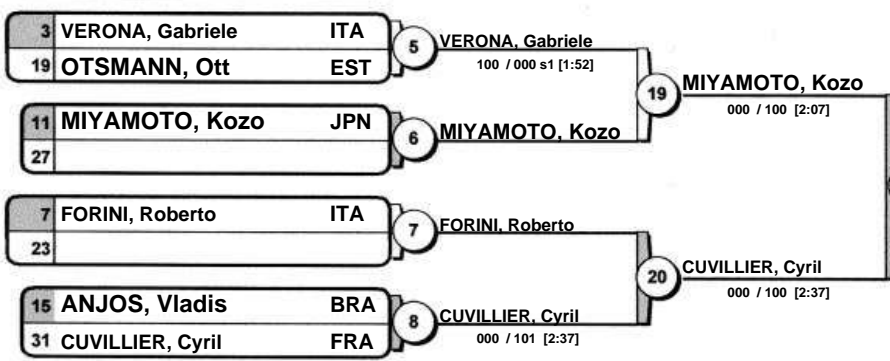 3 VERONA, Gabriele ITA
19 OTSMANN, Ott EST
5 VERONA, Gabriele
100 / 000 s1 [1:52]
11 MIYAMOTO, Kozo JPN
27
6 MIYAMOTO, Kozo
19 MIYAMOTO, Kozo
000 / 100 [2:07]
7 FORINI, Roberto ITA
23
7 FORINI, Roberto
15 ANJOS, Vladis BRA
31 CUVILLIER, Cyril FRA
8 CUVILLIER, Cyril
000 / 101 [2:37]
20 CUVILLIER, Cyril
000 / 100 [2:37]